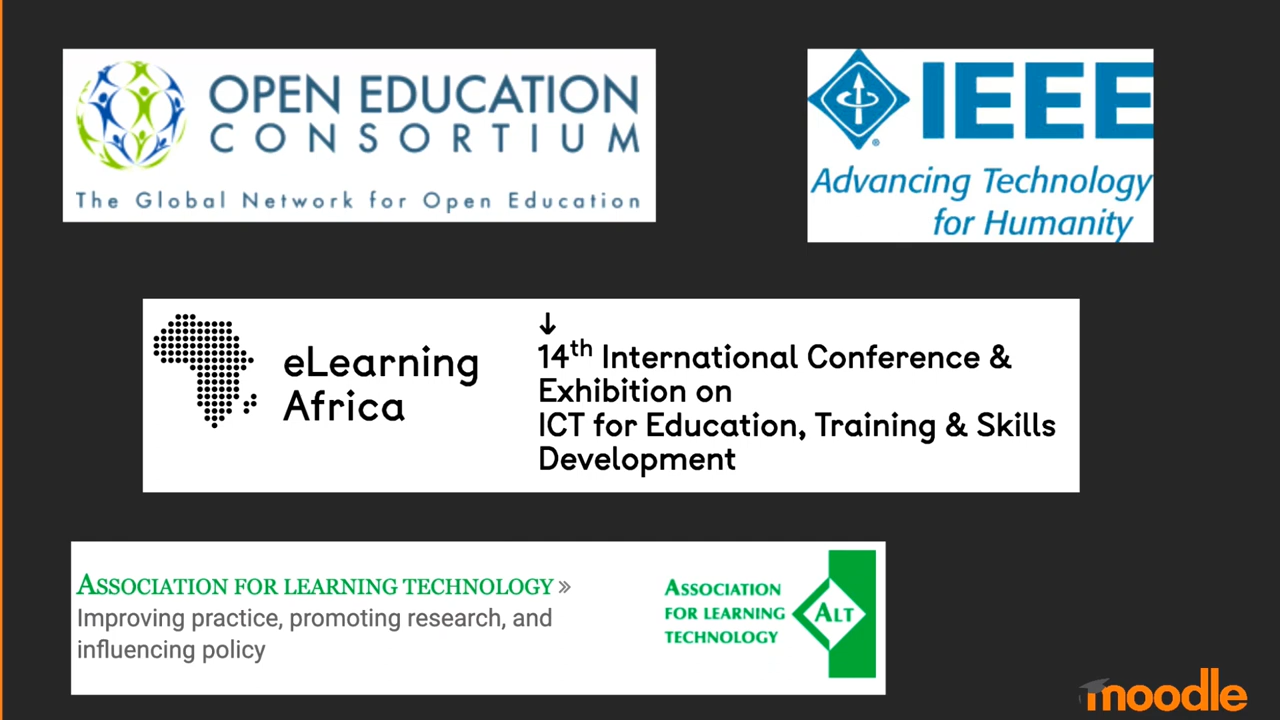 OPEN EDUCATION
CONSORTIUM
The Global Network for Open Education
IEEE
®
Advancing Technology
for Humanity
eLearning
Africa
↓
14th International Conference &
Exhibition on
ICT for Education, Training & Skills
Development
ASSOCIATION FOR LEARNING TECHNOLOGY »
Improving practice, promoting research, and
influencing policy
ASSOCIATION
FOR LEARNING
TECHNOLOGY
ALT
moodle